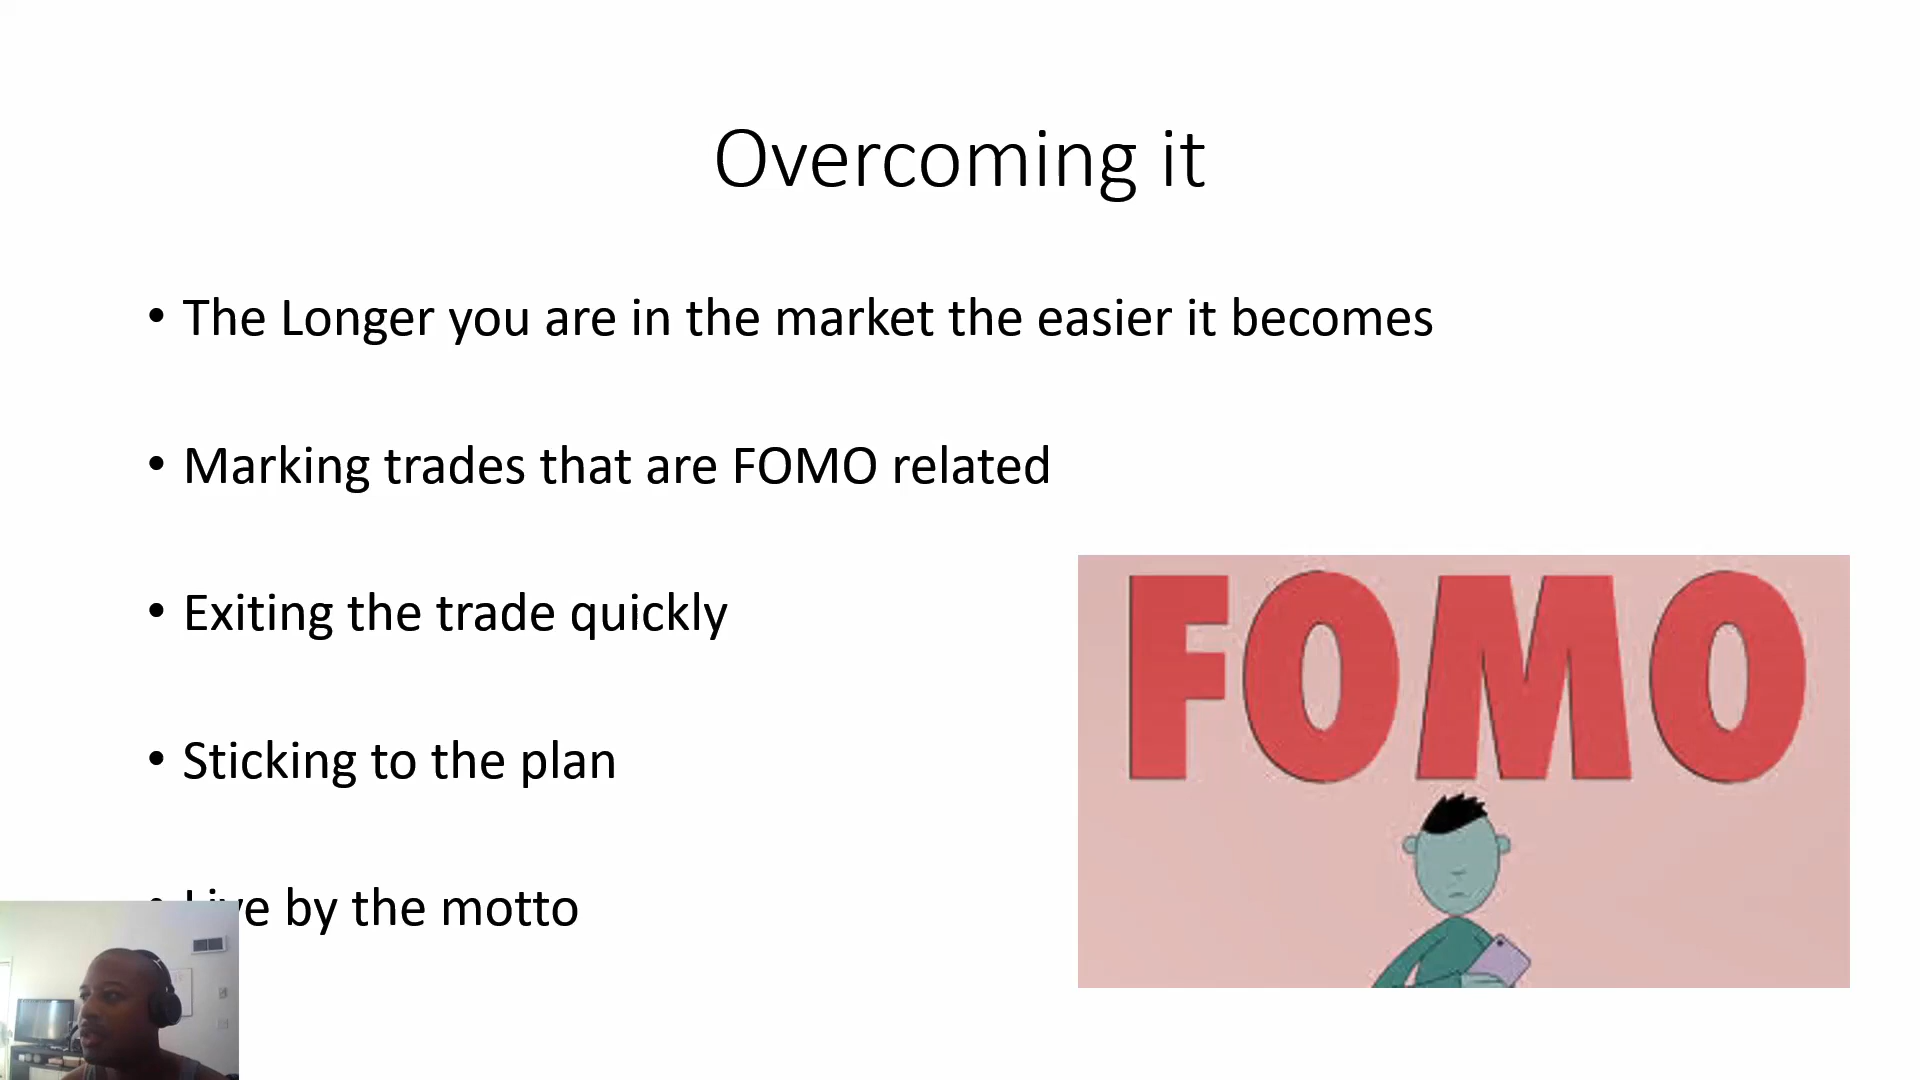 Overcoming it
• The Longer you are in the market the easier it becomes
• Marking trades that are FOMO related
• Exiting the trade quickly
• Sticking to the plan
• Live by the motto
FOMO